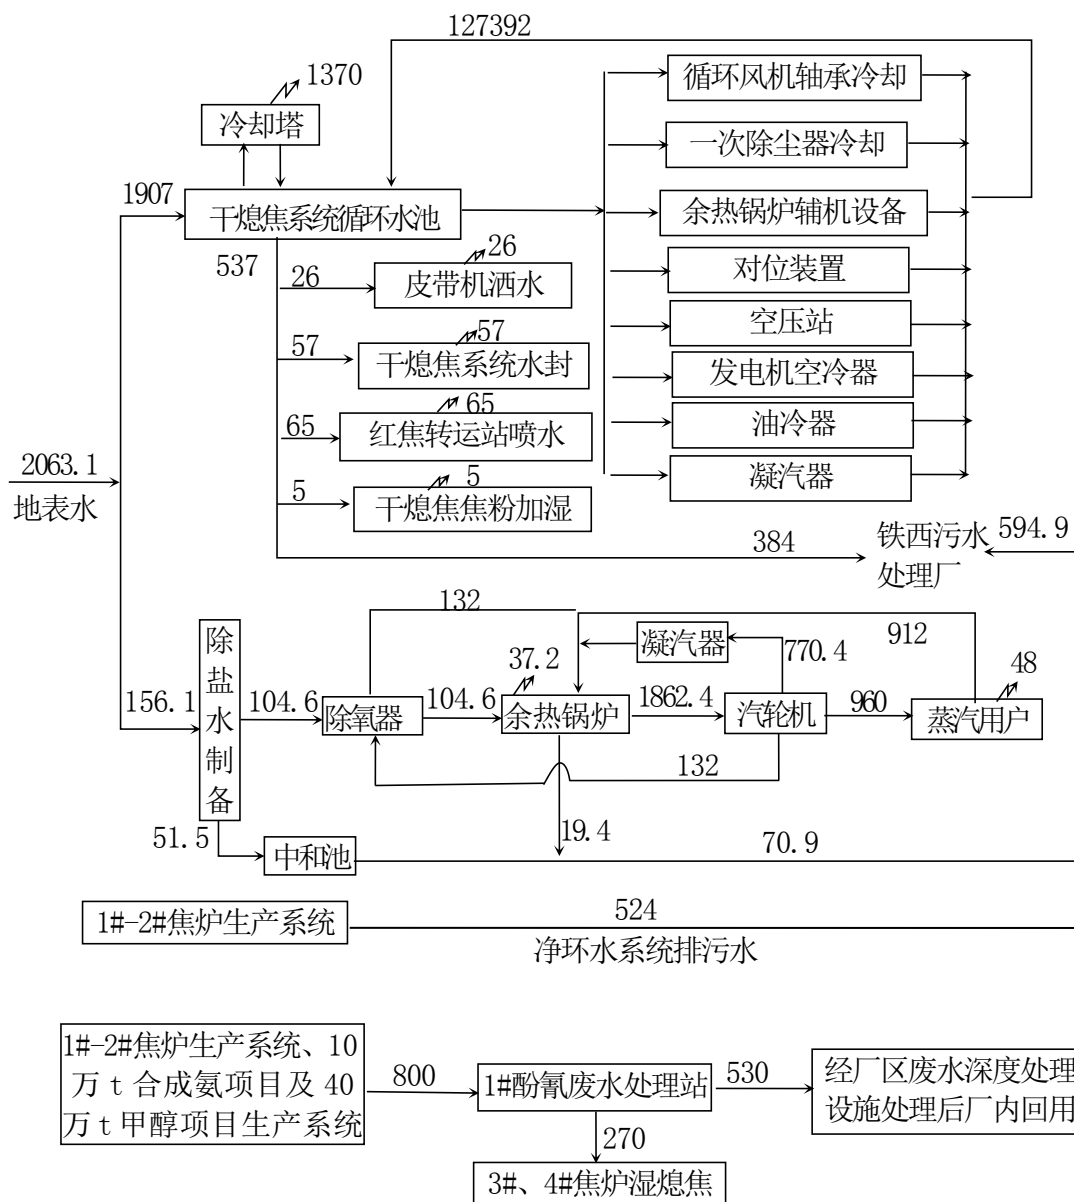 127392
1370
冷却塔
1907
干熄焦系统循环水池
循环风机轴承冷却
一次除尘器冷却
余热锅炉辅机设备
对位装置
空压站
发电机空冷器
油冷器
凝汽器
537
26
26
皮带机洒水
57
57
干熄焦系统水封
65
65
红焦转运站喷水
5
5
干熄焦焦粉加湿
2063.1
地表水
384
铁西污水
处理厂
594.9
132
凝汽器
770.4
912
除
盐
水
制
备
156.1
104.6
除氧器
104.6
37.2
余热锅炉
1862.4
汽轮机
960
48
蒸汽用户
132
51.5
中和池
19.4
70.9
1#-2#焦炉生产系统
524
净环水系统排污水
1#-2#焦炉生产系统、10
万 t 合成氨项目及 40
万 t 甲醇项目生产系统
800
1#酚氰废水处理站
530
经厂区废水深度处理
设施处理后厂内回用
270
3#、4#焦炉湿熄焦